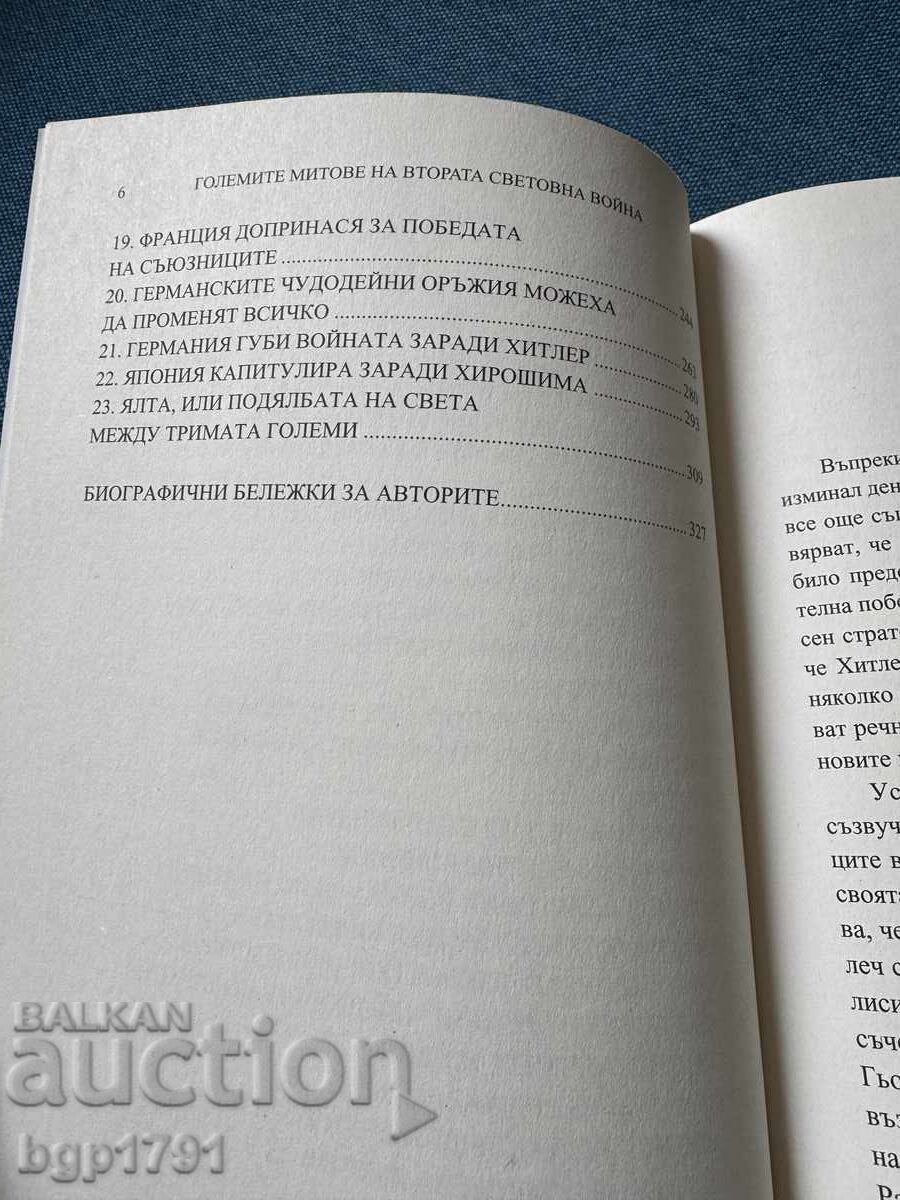 6 ГОЛЕМИТЕ МИТОВЕ НА ВТОРАТА СВЕТОВНА ВОЙНА
19. ФРАНЦИЯ ДОПРИНАСЯ ЗА ПОБЕДАТА
НА СЪЮЗНИЦИТЕ 244
20. ГЕРМАНСКИТЕ ЧУДОДЕЙНИ ОРЪЖИЯ МОЖЕХА
ДА ПРОМЕНЯТ ВСИЧКО 261
21. ГЕРМАНИЯ ГУБИ ВОЙНАТА ЗАРАДИ ХИТЛЕР 280
22. ЯПОНИЯ КАПИТУЛИРА ЗАРАДИ ХИРОШИМА 293
23. ЯЛТА, ИЛИ ПОДЯЛБАТА НА СВЕТА
МЕЖДУ ТРИМАТА ГОЛЕМИ 309
БИОГРАФИЧНИ БЕЛЕЖКИ ЗА АВТОРИТЕ 327
Въпреки
изминал ден
все още съ
вярват, че
било пред
телна побе
сен страт
че Хитле
няколко
ват речн
новите
Ус
съзвуч
ците в
своят
ва, че
леч с
лиси
съч
Гьо
въз
на
BALKAN
auction
bgp1791